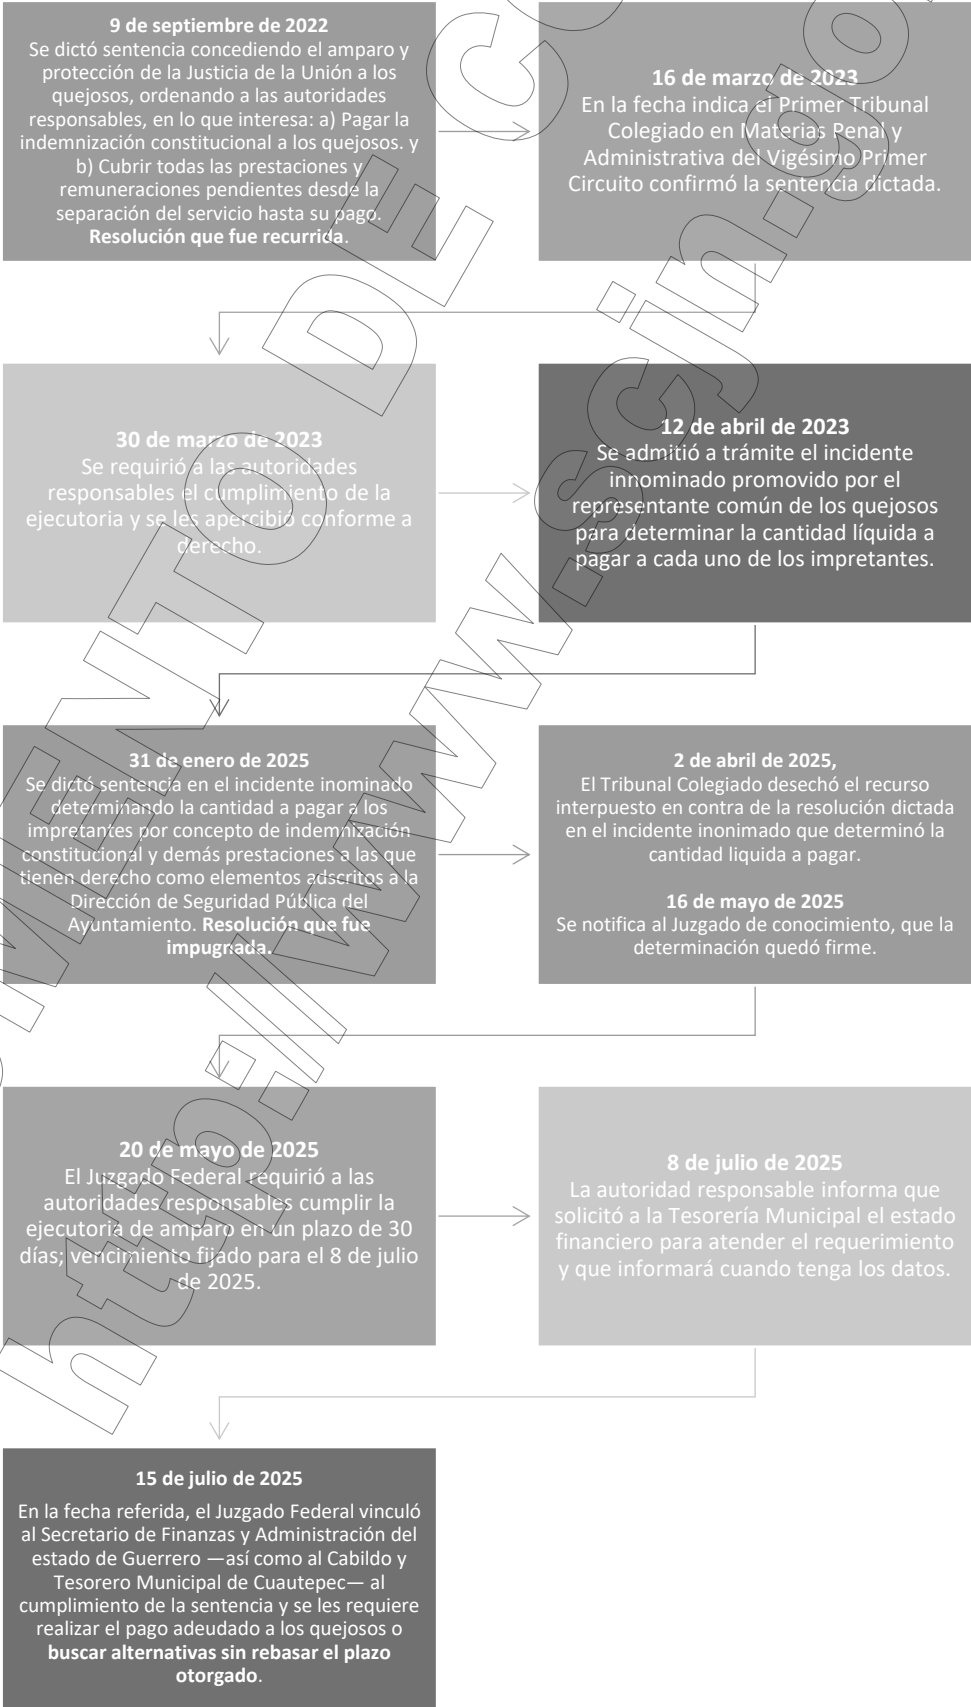 9 de septiembre de 2022
Se dictó sentencia concediendo el amparo y
protección de la Justicia de la Unión a los
quejosos, ordenando a las autoridades
responsables, en lo que interesa: a) Pagar la
indemnización constitucional a los quejosos. y
b) Cubrir todas las prestaciones y
remuneraciones pendientes desde la
separación del servicio hasta su pago.
Resolución que fue recurrida.
16 de marzo de 2023
En la fecha indica el Primer Tribunal
Colegiado en Materias Penal y
Administrativa del Vigésimo Primer
Circuito confirmó la sentencia dictada.
30 de marzo de 2023
Se requirió a las autoridades
responsables el cumplimiento de la
ejecutoria y se les apercibió conforme a
derecho.
12 de abril de 2023
Se admitió a trámite el incidente
innominado promovido por el
representante común de los quejosos
para determinar la cantidad líquida a
pagar a cada uno de los impretantes.
31 de enero de 2025
Se dictó sentencia en el incidente inominado
determinando la cantidad a pagar a los
impretantes por concepto de indemnización
constitucional y demás prestaciones a las que
tienen derecho como elementos adscritos a la
Dirección de Seguridad Pública del
Ayuntamiento. Resolución que fue
impugnada.
2 de abril de 2025,
El Tribunal Colegiado desechó el recurso
interpuesto en contra de la resolución dictada
en el incidente inonimado que determinó la
cantidad liquida a pagar.
16 de mayo de 2025
Se notifica al Juzgado de conocimiento, que la
determinación quedó firme.
20 de mayo de 2025
El Juzgado Federal requirió a las
autoridades responsables cumplir la
ejecutoria de amparo en un plazo de 30
días; vencimiento fijado para el 8 de julio
de 2025.
8 de julio de 2025
La autoridad responsable informa que
solicitó a la Tesorería Municipal el estado
financiero para atender el requerimiento
y que informará cuando tenga los datos.
15 de julio de 2025
En la fecha referida, el Juzgado Federal vinculó
al Secretario de Finanzas y Administración del
estado de Guerrero —así como al Cabildo y
Tesorero Municipal de Cuautepec— al
cumplimiento de la sentencia y se les requiere
realizar el pago adeudado a los quejosos o
buscar alternativas sin rebasar el plazo
otorgado.
MENTO DE CO
http://www.scjn.go